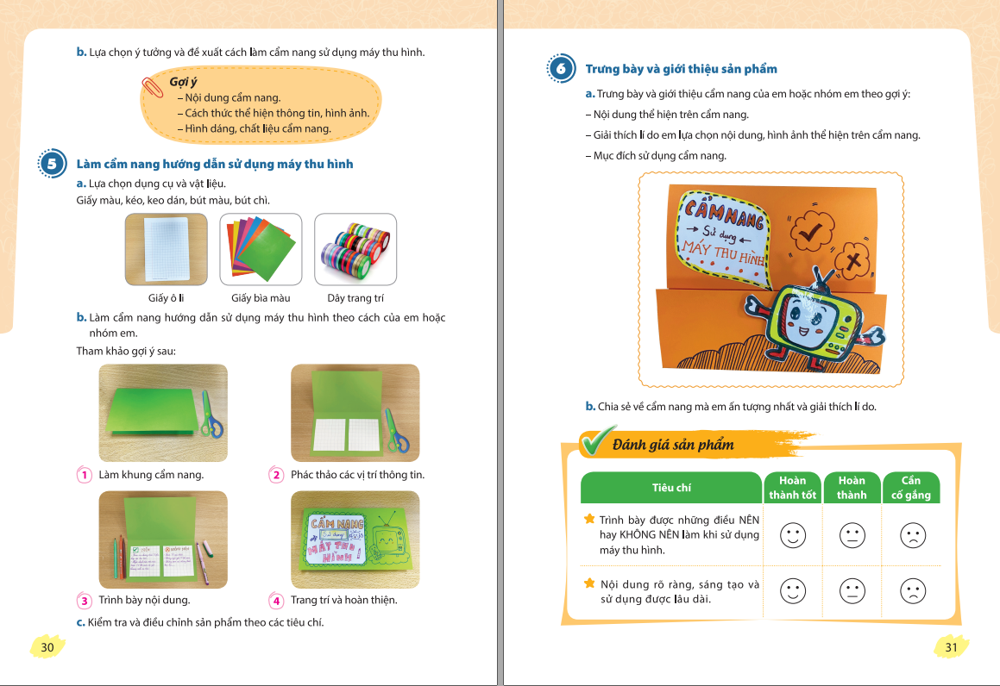 b. Lựa chọn ý tưởng và đề xuất cách làm cẩm nang sử dụng máy thu hình.
Gợi ý
– Nội dung cẩm nang.
– Cách thức thể hiện thông tin, hình ảnh.
– Hình dáng, chất liệu cẩm nang.
5 Làm cẩm nang hướng dẫn sử dụng máy thu hình
a. Lựa chọn dụng cụ và vật liệu.
Giấy màu, kéo, keo dán, bút màu, bút chì.
Giấy ô li
Giấy bìa màu
Dây trang trí
b. Làm cẩm nang hướng dẫn sử dụng máy thu hình theo cách của em hoặc
nhóm em.
Tham khảo gợi ý sau:
1 Làm khung cẩm nang.
2 Phác thảo các vị trí thông tin.
NÊN
KHÔNG NÊN
CẨM NANG
Sử dụng
MÁY THU
HÌNH
3 Trình bày nội dung.
4 Trang trí và hoàn thiện.
c. Kiểm tra và điều chỉnh sản phẩm theo các tiêu chí.
30
6 Trưng bày và giới thiệu sản phẩm
a. Trưng bày và giới thiệu cẩm nang của em hoặc nhóm em theo gợi ý:
– Nội dung thể hiện trên cẩm nang.
– Giải thích lí do em lựa chọn nội dung, hình ảnh thể hiện trên cẩm nang.
– Mục đích sử dụng cẩm nang.
CẨM NANG
Sử dụng
MÁY THU HÌNH
b. Chia sẻ về cẩm nang mà em ấn tượng nhất và giải thích lí do.
Đánh giá sản phẩm
Tiêu chí
Hoàn
thành tốt
Hoàn
thành
Cần
cố gắng
Trình bày được những điều NÊN
hay KHÔNG NÊN làm khi sử dụng
máy thu hình.
Nội dung rõ ràng, sáng tạo và
sử dụng được lâu dài.
31